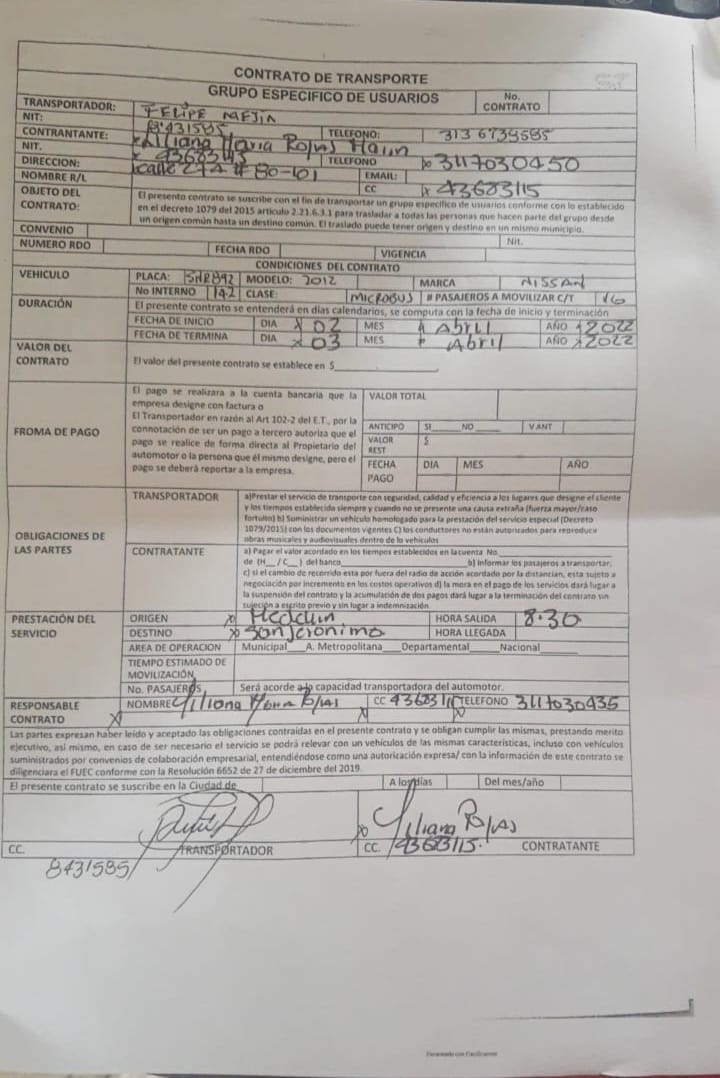 CONTRATO DE TRANSPORTE
GRUPO ESPECIFICO DE USUARIOS
No. CONTRATO
TRANSPORTADOR: FELIPE MEJIA
NIT: 8'431585 TELEFONO: 313 6739585
CONTRANTANTE: Liliana Maria Rojas
NIT. 43683115 TELEFONO 3117030450
DIRECCION: calle 27A # 80-101 EMAIL:
NOMBRE R/L CC 43683115
OBJETO DEL CONTRATO: El presento contrato se suscribe con el fin de transportar un grupo especifico de usuarios conforme con lo establecido
en el decreto 1079 del 2015 articulo 2.21.6.3.1 para trasladar a todas las personas que hacen parte del grupo desde
un origen común hasta un destino común. El traslado puede tener origen y destino en un mismo municipio.
CONVENIO Nit.
NUMERO RDO FECHA RDO VIGENCIA
CONDICIONES DEL CONTRATO
VEHICULO PLACA: MODELO: 2012 MARCA NISSAN
No INTERNO 142 CLASE: MICROBUS # PASAJEROS A MOVILIZAR C/T 16
DURACIÓN El presente contrato se entenderá en días calendarios, se computa con la fecha de inicio y terminación
FECHA DE INICIO DIA 02 MES Abril AÑO 2022
FECHA DE TERMINA DIA 03 MES Abril AÑO 2022
VALOR DEL CONTRATO El valor del presente contrato se establece en $
FROMA DE PAGO
El pago se realizara a la cuenta bancaria que la
empresa designe con factura o
El Transportador en razón al Art 102-2 del E.T., por la
connotación de ser un pago a tercero autoriza que el
pago se realice de forma directa al Propietario del
automotor o la persona que él mismo designe, pero el
pago se deberá reportar a la empresa.
VALOR TOTAL
ANTICIPO SI NO V ANT
VALOR REST $
FECHA PAGO DIA MES AÑO
OBLIGACIONES DE LAS PARTES
TRANSPORTADOR a)Prestar el servicio de transporte con seguridad, calidad y eficiencia a los lugares que designe el cliente
y los tiempos establecido siempre y cuando no se presente una causa extraña (fuerza mayor/caso
fortuito) b) Suministrar un vehículo homologado para la prestación del servicio especial (Decreto
1079/2015) con los documentos vigentes C) los conductores no están autorizados para reproducir
obras musicales y audiovisuales dentro de lo vehículos
CONTRATANTE a) Pagar el valor acordado en los tiempos establecidos en la cuenta No.
de (H__ / C__ ) del banco b) Informar los pasajeros a transportar;
c) si el cambio de recorrido esta por fuera del radio de acción acordado por la distancian, esta sujeto a
negociación por incremento en los costos operativos d) la mora en el pago de los servicios dará lugar a
la suspensión del contrato y la acumulación de dos pagos dará lugar a la terminación del contrato sin
sujeción a escrito previo y sin lugar a indemnización.
PRESTACIÓN DEL SERVICIO
ORIGEN Medellin HORA SALIDA 8:30
DESTINO San Jeronimo HORA LLEGADA
AREA DE OPERACION Municipal A. Metropolitana Departamental Nacional
TIEMPO ESTIMADO DE MOVILIZACIÓN
No. PASAJEROS Será acorde a la capacidad transportadora del automotor.
RESPONSABLE CONTRATO NOMBRE Liliana Maria Rojas CC 43683115 TELEFONO 3117030435
Las partes expresan haber leído y aceptado las obligaciones contraídas en el presente contrato y se obligan cumplir las mismas, prestando merito
ejecutivo, así mismo, en caso de ser necesario el servicio se podrá relevar con un vehículos de las mismas características, incluso con vehículos
suministrados por convenios de colaboración empresarial, entendiéndose como una autorización expresa/ con la información de este contrato se
diligenciara el FUEC conforme con la Resolución 6652 de 27 de diciembre del 2019.
El presente contrato se suscribe en la Ciudad de A los días Del mes/año
Liliana Rojas
CC. TRANSPORTADOR CC. 43683115 CONTRATANTE
8431585
Escaneado con CamScanner